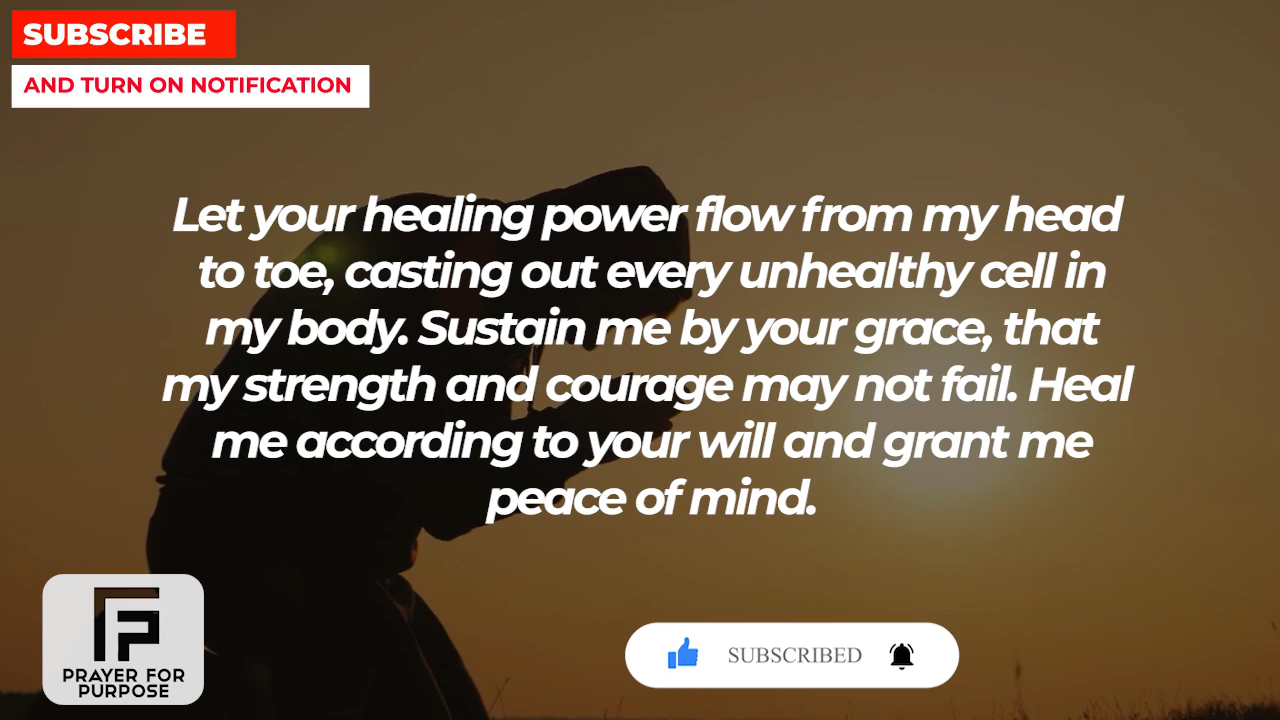 SUBSCRIBE
AND TURN ON NOTIFICATION
Let your healing power flow from my head
to toe, casting out every unhealthy cell in
my body. Sustain me by your grace, that
my strength and courage may not fail. Heal
me according to your will and grant me
peace of mind.
PRAYER FOR
PURPOSE
SUBSCRIBED